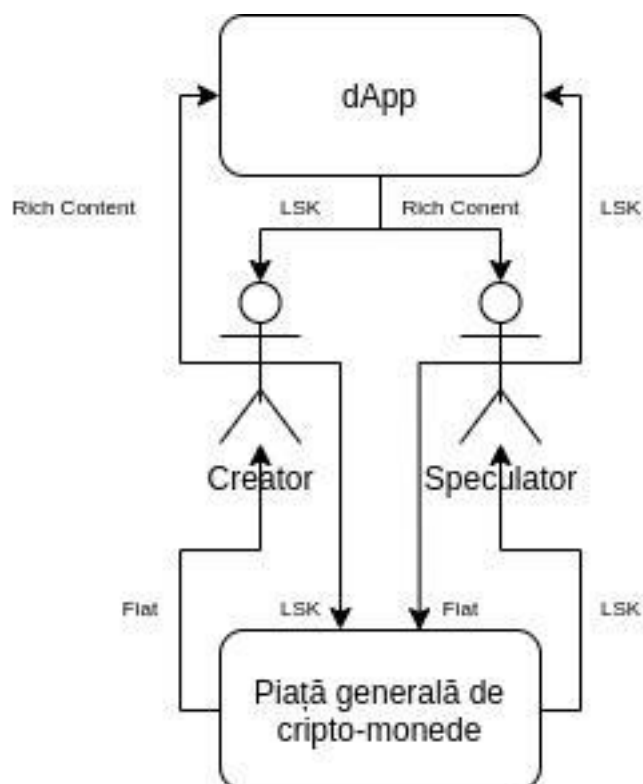 dApp
Rich Content
LSK
Rich Conent
LSK
Creator
Speculator
Fiat
LSK
Fiat
LSK
Piață generală de
cripto-monede